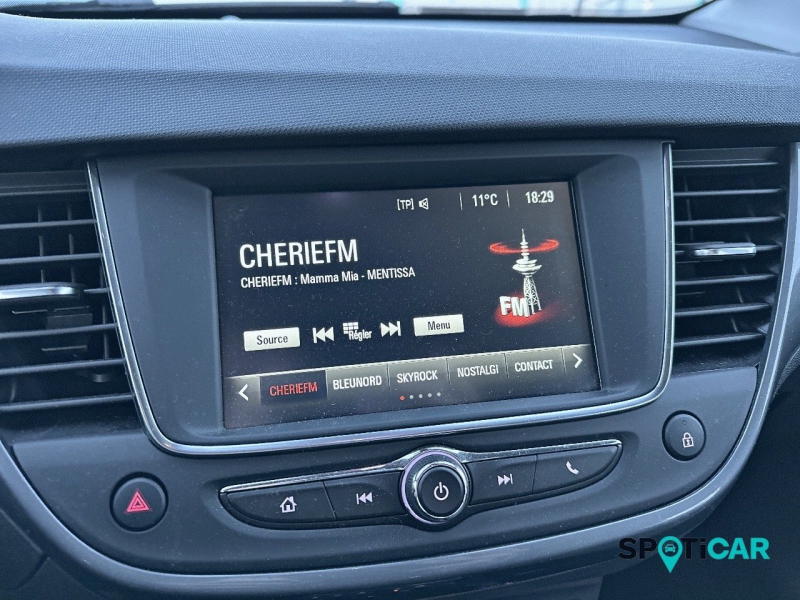 [TP] 11°C 18:29
CHERIEFM
CHERIEFM : Mamma Mia - MENTISSA
FM
Source Régler Menu
CHERIEFM BLEUNORD SKYROCK NOSTALGI CONTACT
SPOTiCAR